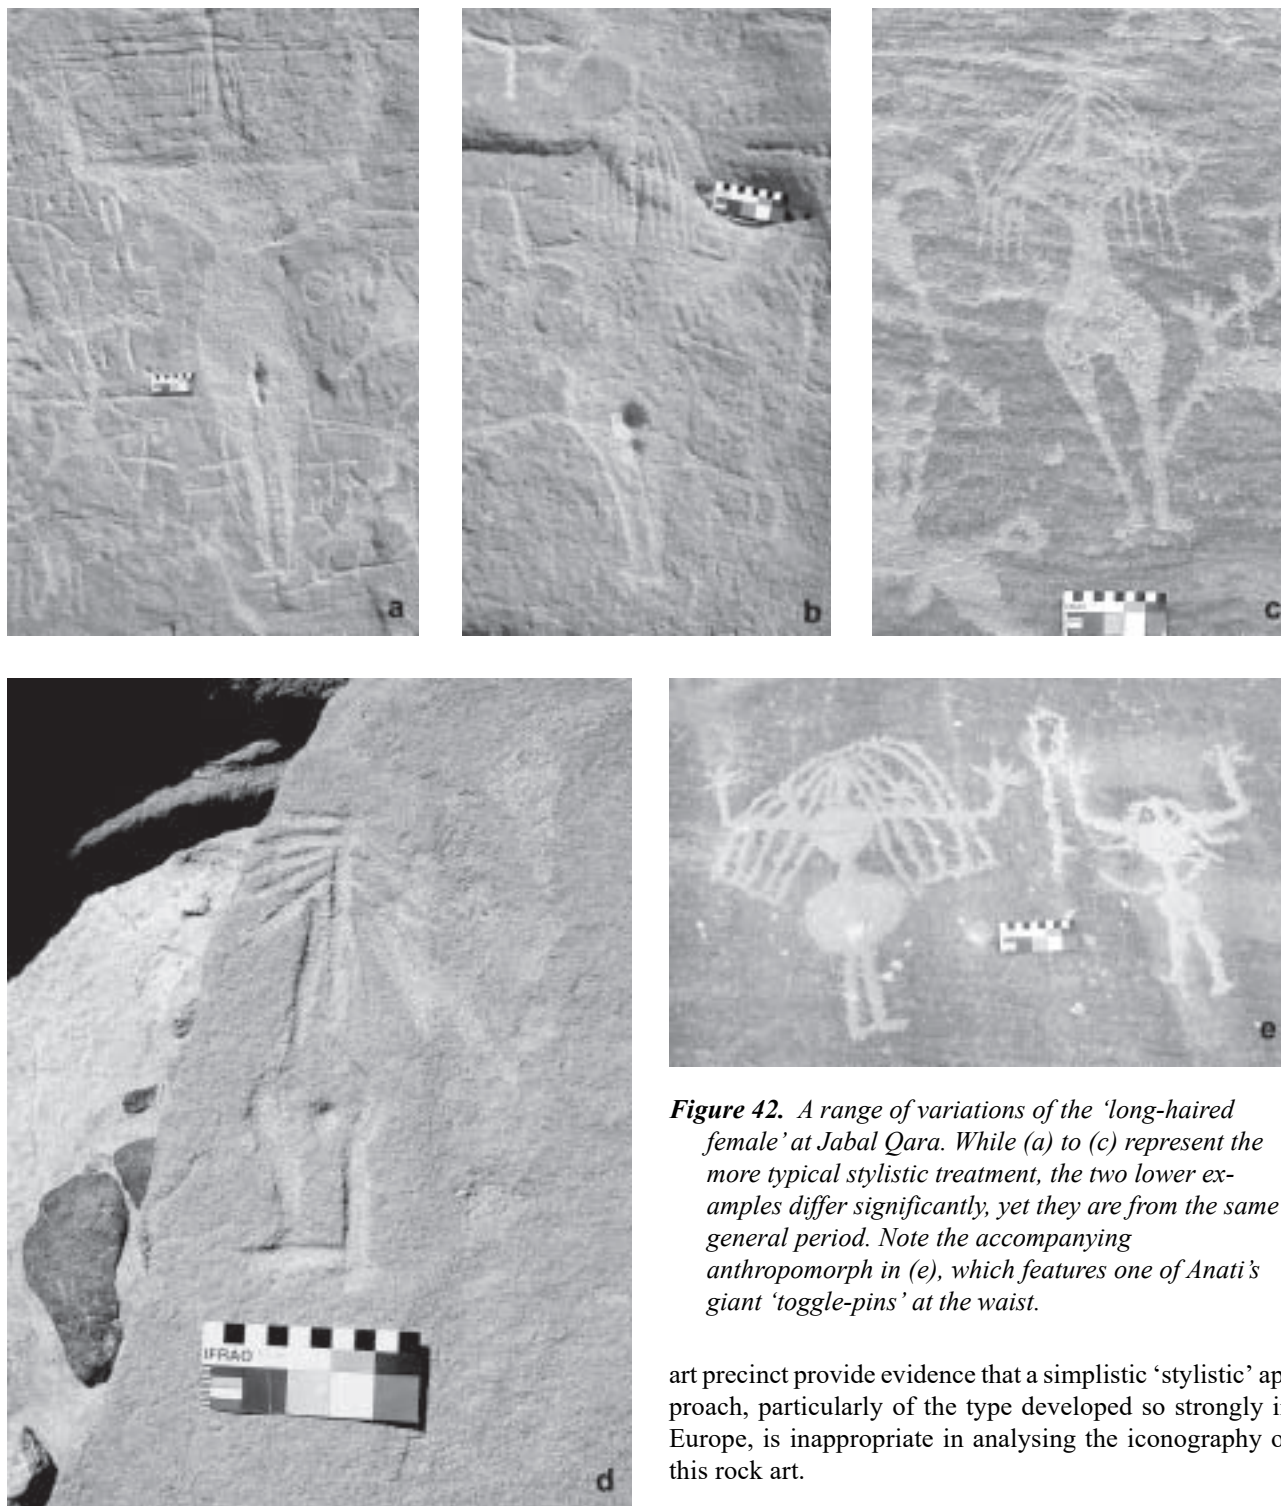 a
b
c
IFRAO
d
e
Figure 42. A range of variations of the ‘long-haired
female’ at Jabal Qara. While (a) to (c) represent the
more typical stylistic treatment, the two lower ex-
amples differ significantly, yet they are from the same
general period. Note the accompanying
anthropomorph in (e), which features one of Anati’s
giant ‘toggle-pins’ at the waist.
art precinct provide evidence that a simplistic ‘stylistic’ ap
proach, particularly of the type developed so strongly i
Europe, is inappropriate in analysing the iconography o
this rock art.